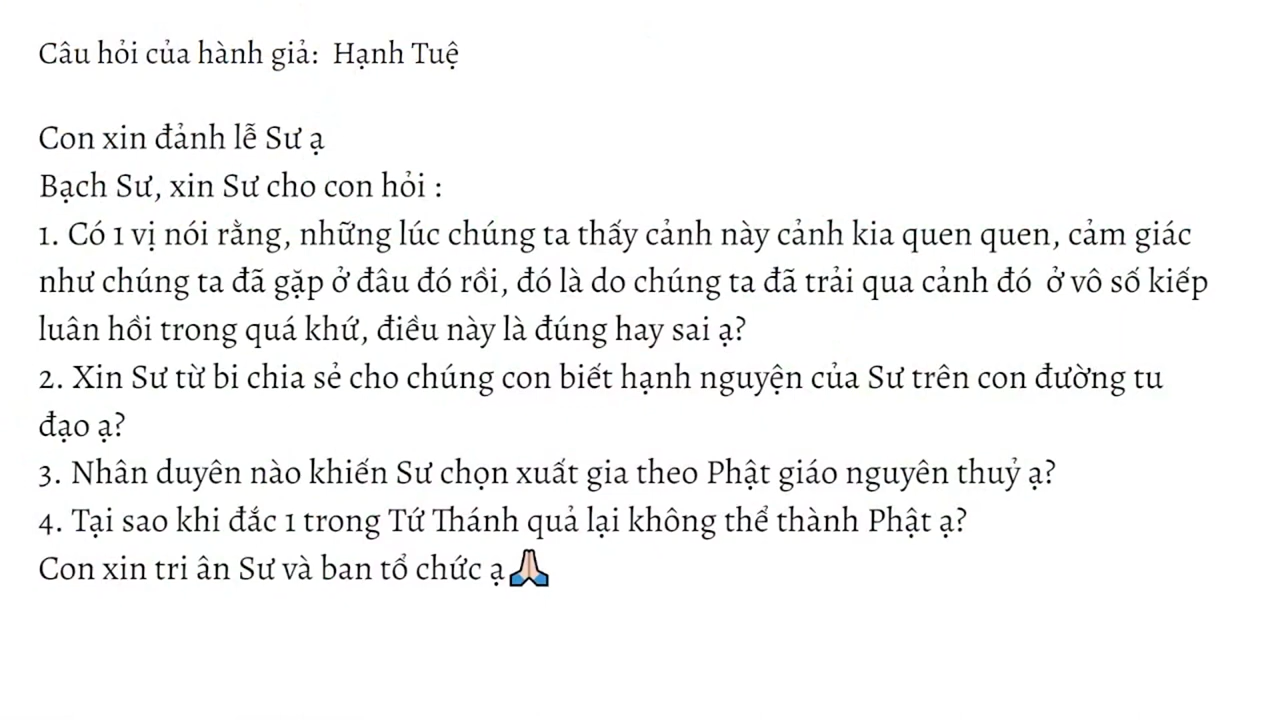 Câu hỏi của hành giả: Hạnh Tuệ
Con xin đảnh lễ Sư ạ
Bạch Sư, xin Sư cho con hỏi :
1. Có 1 vị nói rằng, những lúc chúng ta thấy cảnh này cảnh kia quen quen, cảm giác
như chúng ta đã gặp ở đâu đó rồi, đó là do chúng ta đã trải qua cảnh đó ở vô số kiếp
luân hồi trong quá khứ, điều này là đúng hay sai ạ?
2. Xin Sư từ bi chia sẻ cho chúng con biết hạnh nguyện của Sư trên con đường tu
đạo ạ?
3. Nhân duyên nào khiến Sư chọn xuất gia theo Phật giáo nguyên thuỷ ạ?
4. Tại sao khi đắc 1 trong Tứ Thánh quả lại không thể thành Phật ạ?
Con xin tri ân Sư và ban tổ chức ạ🙏🏻